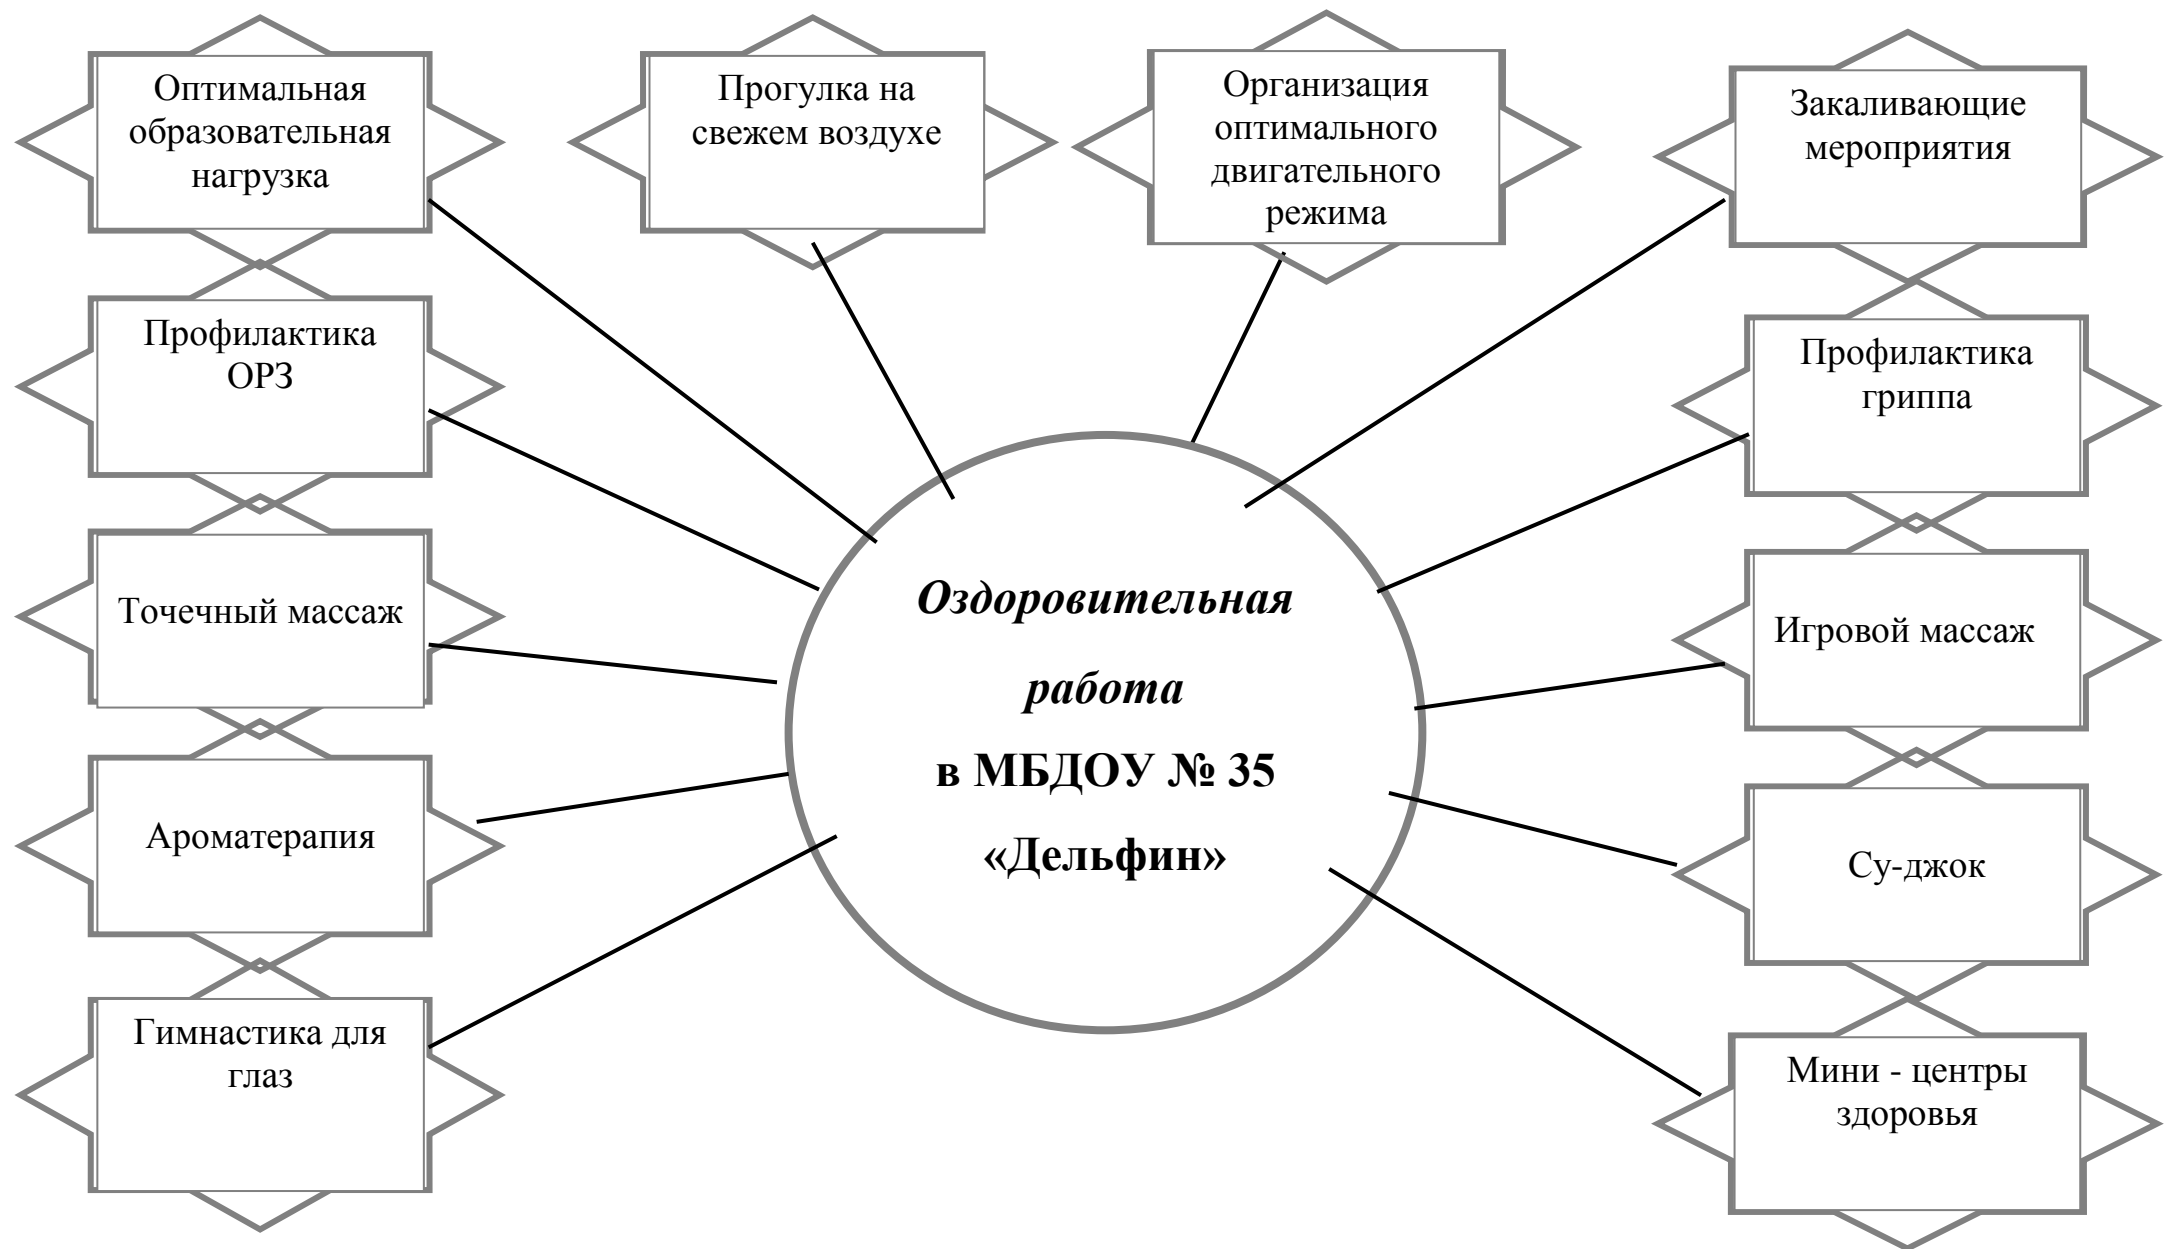 Оптимальная
образовательная
нагрузка
Прогулка на
свежем воздухе
Организация
оптимального
двигательного
режима
Закаливающие
мероприятия
Профилактика
ОРЗ
Профилактика
гриппа
Точечный массаж
Игровой массаж
Оздоровительная
работа
в МБДОУ № 35
«Дельфин»
Ароматерапия
Су-джок
Гимнастика для
глаз
Мини - центры
здоровья